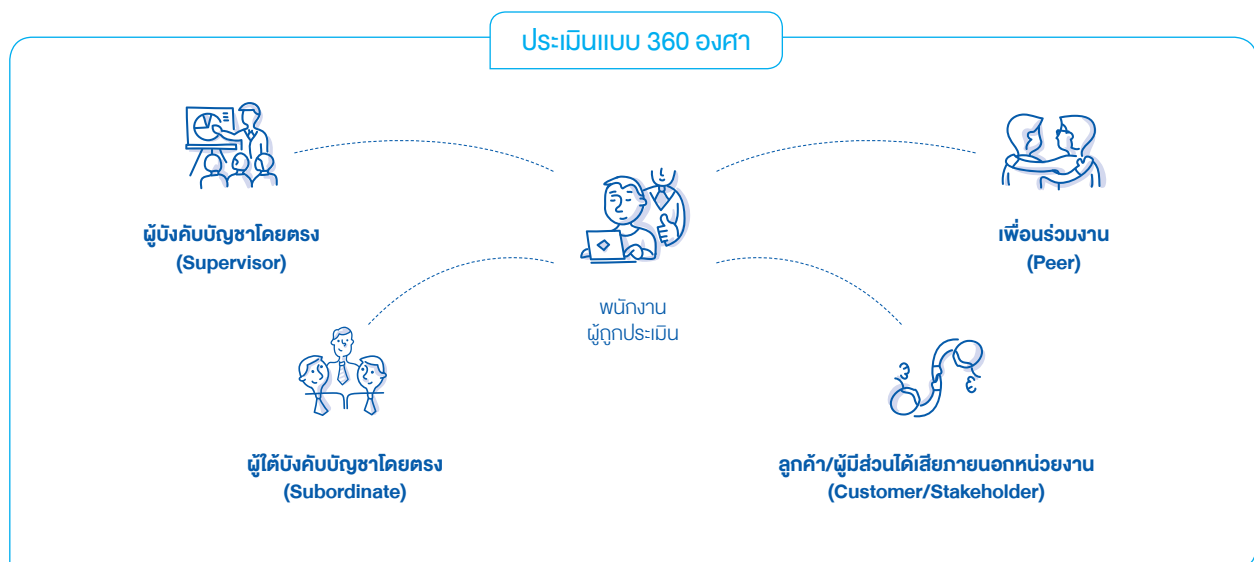 ประเมินแบบ 360 องศา
ผู้บังคับบัญชาโดยตรง
(Supervisor)
เพื่อนร่วมงาน
(Peer)
พนักงาน
ผู้ถูกประเมิน
ผู้ใต้บังคับบัญชาโดยตรง
(Subordinate)
ลูกค้า/ผู้มีส่วนได้เสียภายนอกหน่วยงาน
(Customer/Stakeholder)